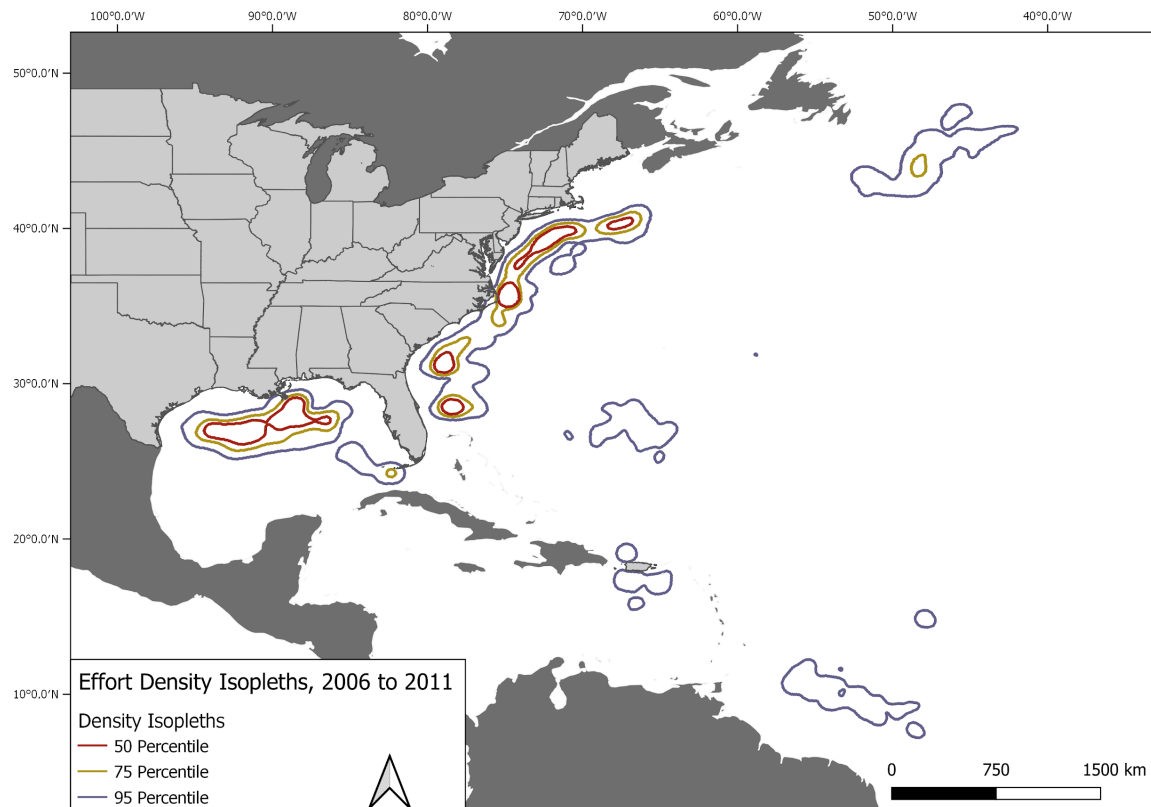 100°0.0'W 90°0.0'W 80°0.0'W 70°0.0'W 60°0.0'W 50°0.0'W 40°0.0'W
50°0.0'N
40°0.0'N
30°0.0'N
20°0.0'N
10°0.0'N
Effort Density Isopleths, 2006 to 2011
Density Isopleths
50 Percentile
75 Percentile
95 Percentile
0 750 1500 km